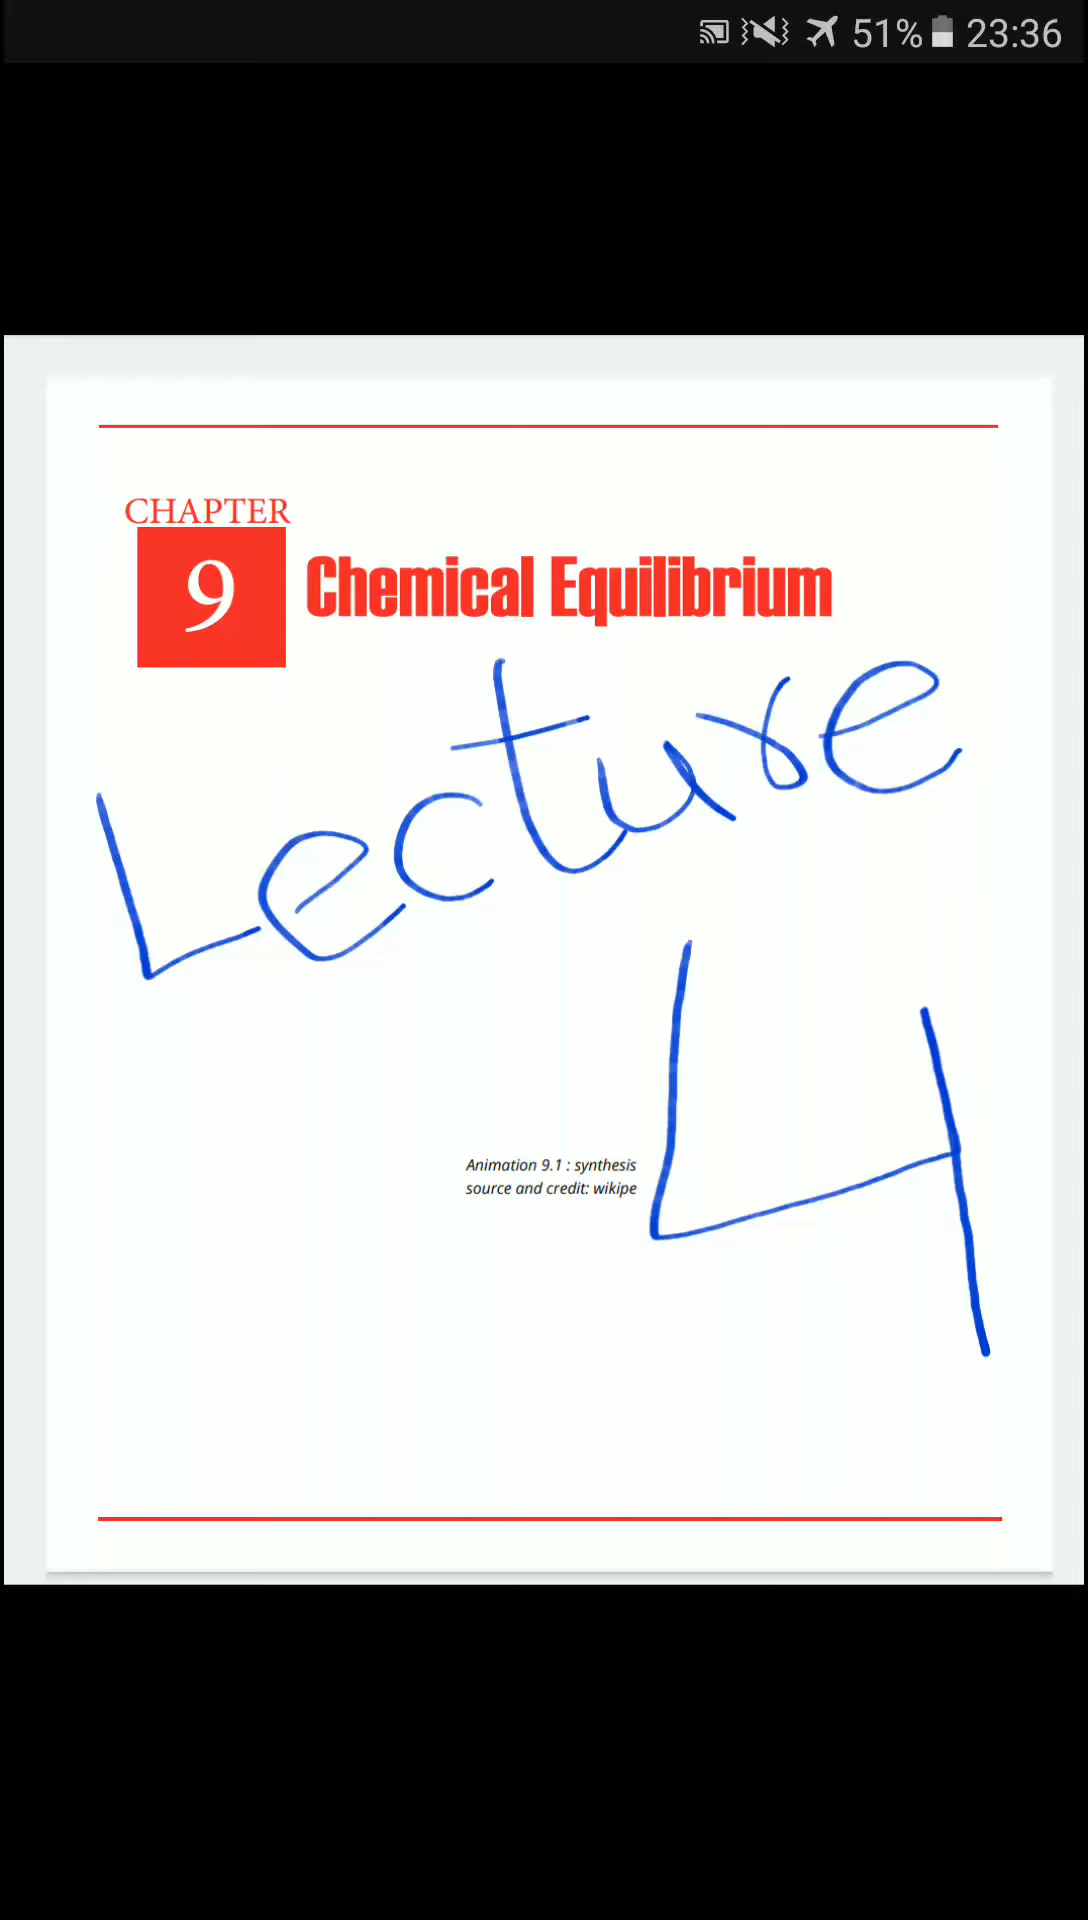 51% 23:36
CHAPTER
9 Chemical Equilibrium
Lecture
4
Animation 9.1 : synthesis
source and credit: wikipe